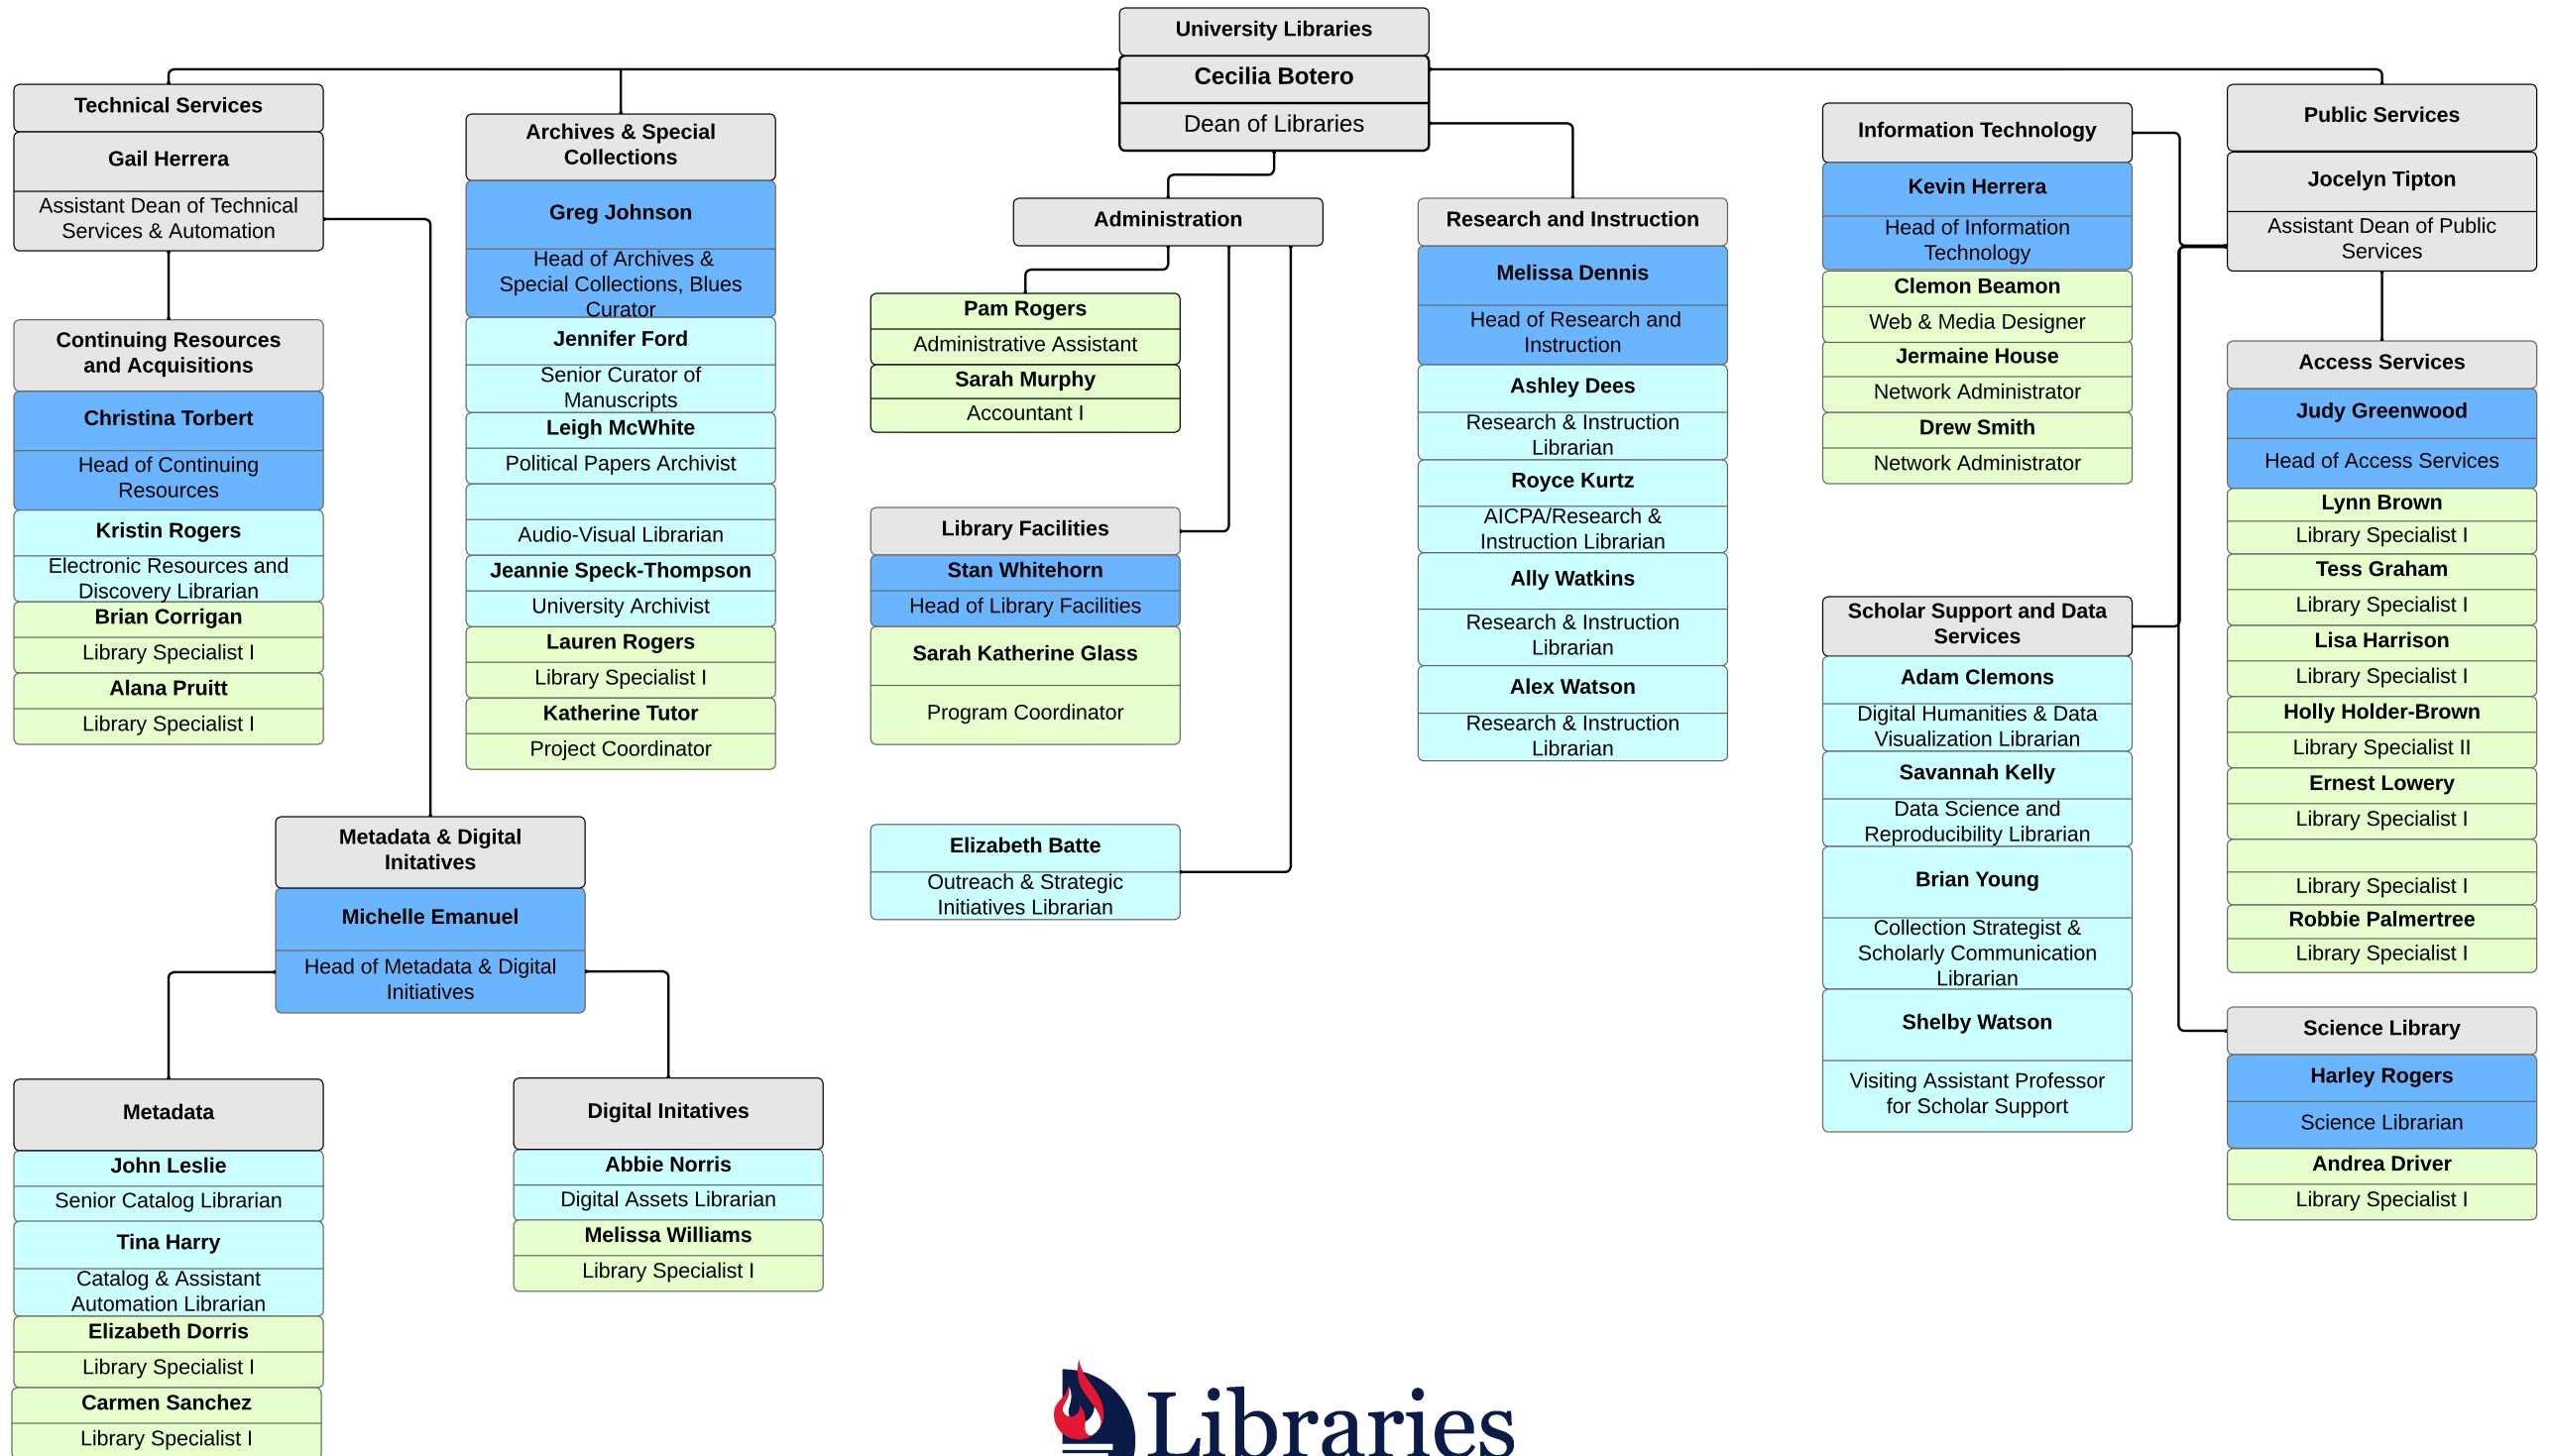 University Libraries
Cecilia Botero
Dean of Libraries
Technical Services
Gail Herrera
Assistant Dean of Technical
Services & Automation
Continuing Resources
and Acquisitions
Christina Torbert
Head of Continuing
Resources
Kristin Rogers
Electronic Resources and
Discovery Librarian
Brian Corrigan
Library Specialist I
Alana Pruitt
Library Specialist I
Archives & Special
Collections
Greg Johnson
Head of Archives &
Special Collections, Blues
Curator
Jennifer Ford
Senior Curator of
Manuscripts
Leigh McWhite
Political Papers Archivist
Audio-Visual Librarian
Jeannie Speck-Thompson
University Archivist
Lauren Rogers
Library Specialist I
Katherine Tutor
Project Coordinator
Metadata & Digital
Initatives
Michelle Emanuel
Head of Metadata & Digital
Initiatives
Metadata
John Leslie
Senior Catalog Librarian
Tina Harry
Catalog & Assistant
Automation Librarian
Elizabeth Dorris
Library Specialist I
Carmen Sanchez
Library Specialist I
Digital Initatives
Abbie Norris
Digital Assets Librarian
Melissa Williams
Library Specialist I
Administration
Pam Rogers
Administrative Assistant
Sarah Murphy
Accountant I
Library Facilities
Stan Whitehorn
Head of Library Facilities
Sarah Katherine Glass
Program Coordinator
Elizabeth Batte
Outreach & Strategic
Initiatives Librarian
Research and Instruction
Melissa Dennis
Head of Research and
Instruction
Ashley Dees
Research & Instruction
Librarian
Royce Kurtz
AICPA/Research &
Instruction Librarian
Ally Watkins
Research & Instruction
Librarian
Alex Watson
Research & Instruction
Librarian
Information Technology
Kevin Herrera
Head of Information
Technology
Clemon Beamon
Web & Media Designer
Jermaine House
Network Administrator
Drew Smith
Network Administrator
Scholar Support and Data
Services
Adam Clemons
Digital Humanities & Data
Visualization Librarian
Savannah Kelly
Data Science and
Reproducibility Librarian
Brian Young
Collection Strategist &
Scholarly Communication
Librarian
Shelby Watson
Visiting Assistant Professor
for Scholar Support
Public Services
Jocelyn Tipton
Assistant Dean of Public
Services
Access Services
Judy Greenwood
Head of Access Services
Lynn Brown
Library Specialist I
Tess Graham
Library Specialist I
Lisa Harrison
Library Specialist I
Holly Holder-Brown
Library Specialist II
Ernest Lowery
Library Specialist I
Library Specialist I
Robbie Palmertree
Library Specialist I
Science Library
Harley Rogers
Science Librarian
Andrea Driver
Library Specialist I
Libraries